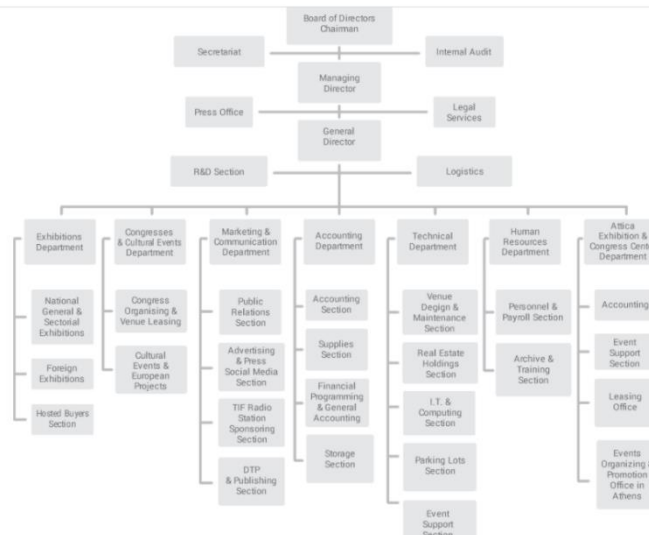 Board of Directors
Chairman
Secretariat
Internal Audit
Managing
Director
Press Office
Legal
Services
General
Director
R&D Section
Logistics
Exhibitions
Department
Congresses
& Cultural Events
Department
Marketing &
Communication
Department
Accounting
Department
Technical
Department
Human
Resources
Department
Attica
Exhibition &
Congress Cente
Department
National
General &
Sectorial
Exhibitions
Foreign
Exhibitions
Hosted Buyers
Section
Congress
Organising &
Venue Leasing
Cultural
Events &
European
Projects
Public
Relations
Section
Advertising
& Press
Social Media
Section
TIF Radio
Station
Sponsoring
Section
DTP
& Publishing
Section
Accounting
Section
Supplies
Section
Financial
Programming
& General
Accounting
Storage
Section
Venue
Degign &
Maintenance
Section
Real Estate
Holdings
Section
I.T. &
Computing
Section
Parking Lots
Section
Event
Support
Section
Personnel &
Payroll Section
Archive &
Training
Section
Accounting
Event
Support
Section
Leasing
Office
Events
Organizing &
Promotion
Office in
Athens